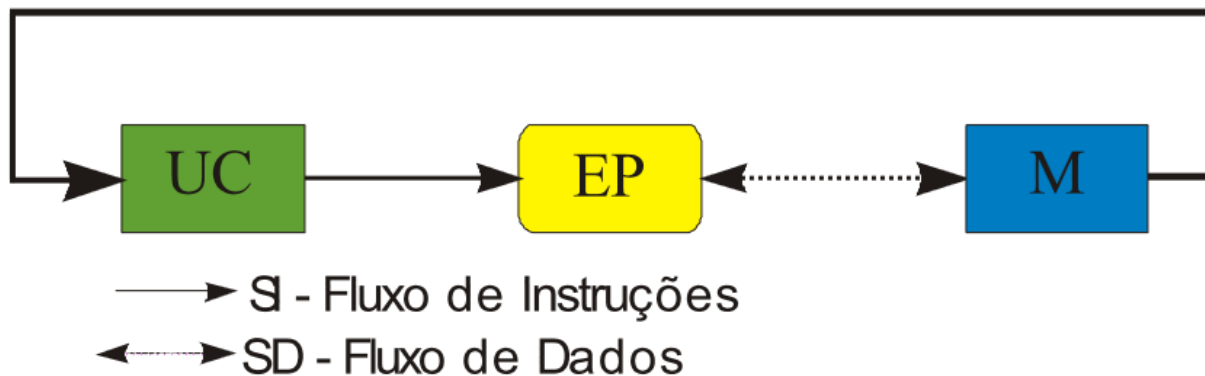 UC
EP
M
SI - Fluxo de Instruções
SD - Fluxo de Dados